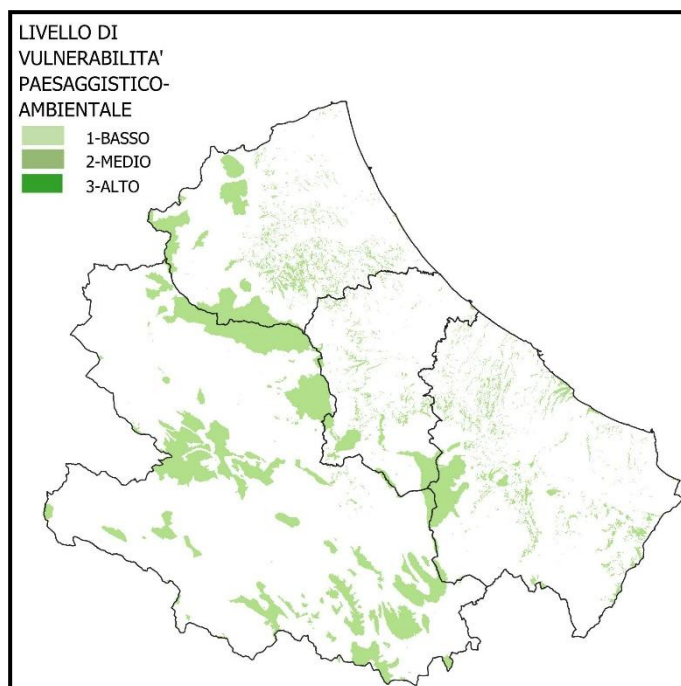 LIVELLO DI
VULNERABILITA'
PAESAGGISTICO-
AMBIENTALE
1-BASSO
2-MEDIO
3-ALTO